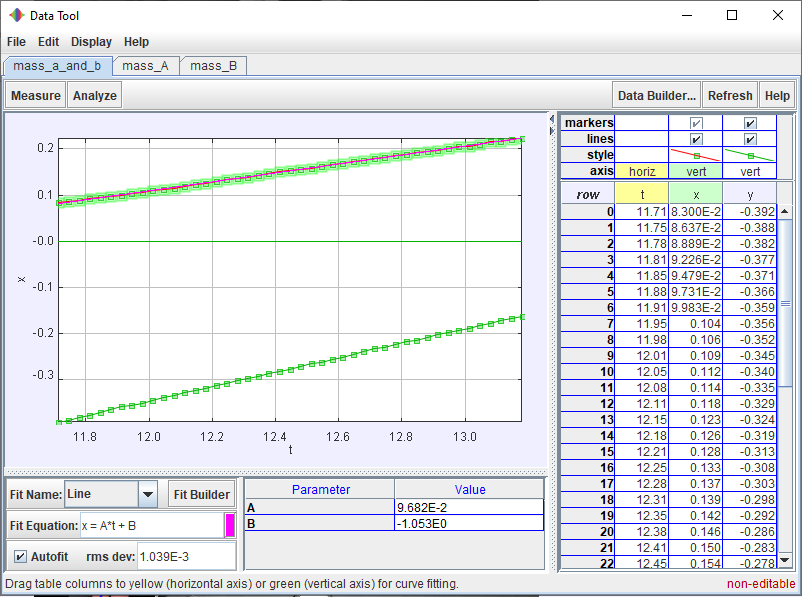 Data Tool
File Edit Display Help
mass_a_and_b mass_A mass_B
Measure Analyze Data Builder... Refresh Help
0.2
0.1
-0.0
-0.1
-0.2
-0.3
x
11.8 12.0 12.2 12.4 12.6 12.8 13.0
t
markers
lines
style
axis horiz vert vert
row t x y
0 11.71 8.300E-2 -0.392
1 11.75 8.637E-2 -0.388
2 11.78 8.889E-2 -0.382
3 11.81 9.226E-2 -0.377
4 11.85 9.479E-2 -0.371
5 11.88 9.731E-2 -0.366
6 11.91 9.983E-2 -0.359
7 11.95 0.104 -0.356
8 11.98 0.106 -0.352
9 12.01 0.109 -0.345
10 12.05 0.112 -0.340
11 12.08 0.114 -0.335
12 12.11 0.118 -0.329
13 12.15 0.123 -0.324
14 12.18 0.126 -0.319
15 12.21 0.128 -0.313
16 12.25 0.133 -0.308
17 12.28 0.137 -0.303
18 12.31 0.139 -0.298
19 12.35 0.142 -0.292
20 12.38 0.146 -0.286
21 12.41 0.150 -0.283
22 12.45 0.154 -0.278
Fit Name: Line Fit Builder
Fit Equation: x = A*t + B
Autofit rms dev: 1.039E-3
Parameter Value
A 9.682E-2
B -1.053E0
Drag table columns to yellow (horizontal axis) or green (vertical axis) for curve fitting. non-editable